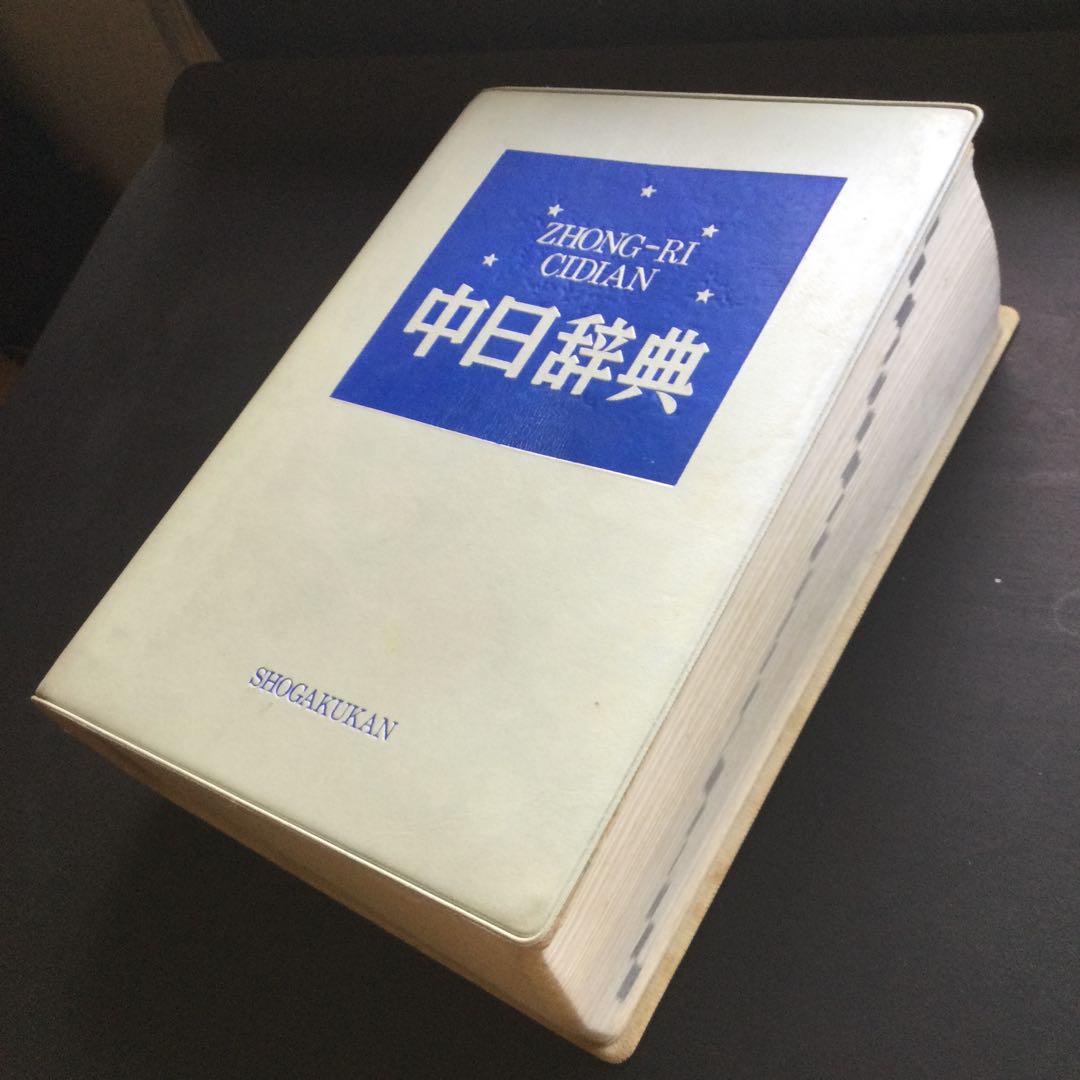 ZHONG-RI
CIDIAN
中日辞典
SHOGAKUKAN